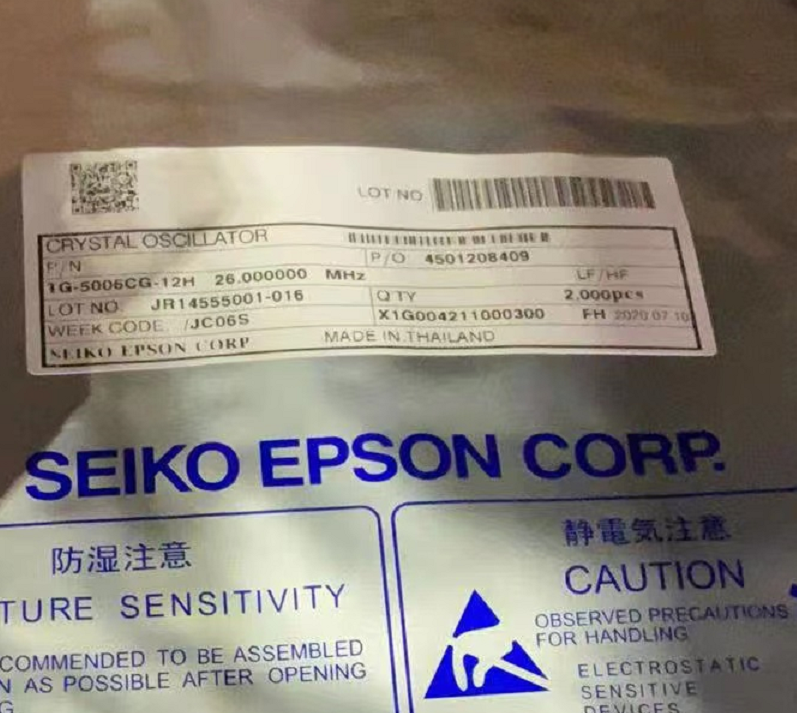 LOT NO
CRYSTAL OSCILLATOR
P/N
P/O 4501208409
TG-5006CG-12H 26.000000 MHz
LF/HF
LOT NO. JR14555001-016
QTY 2,000pcs
WEEK CODE /JC06S
X1G004211000300 FH 2020 07 10
SEIKO EPSON CORP
MADE IN THAILAND
SEIKO EPSON CORP.
防湿注意
TURE SENSITIVITY
COMMENDED TO BE ASSEMBLED
N AS POSSIBLE AFTER OPENING
G
静電気注意
CAUTION
OBSERVED PRECAUTIONS
FOR HANDLING
ELECTROSTATIC
SENSITIVE
DEVICES